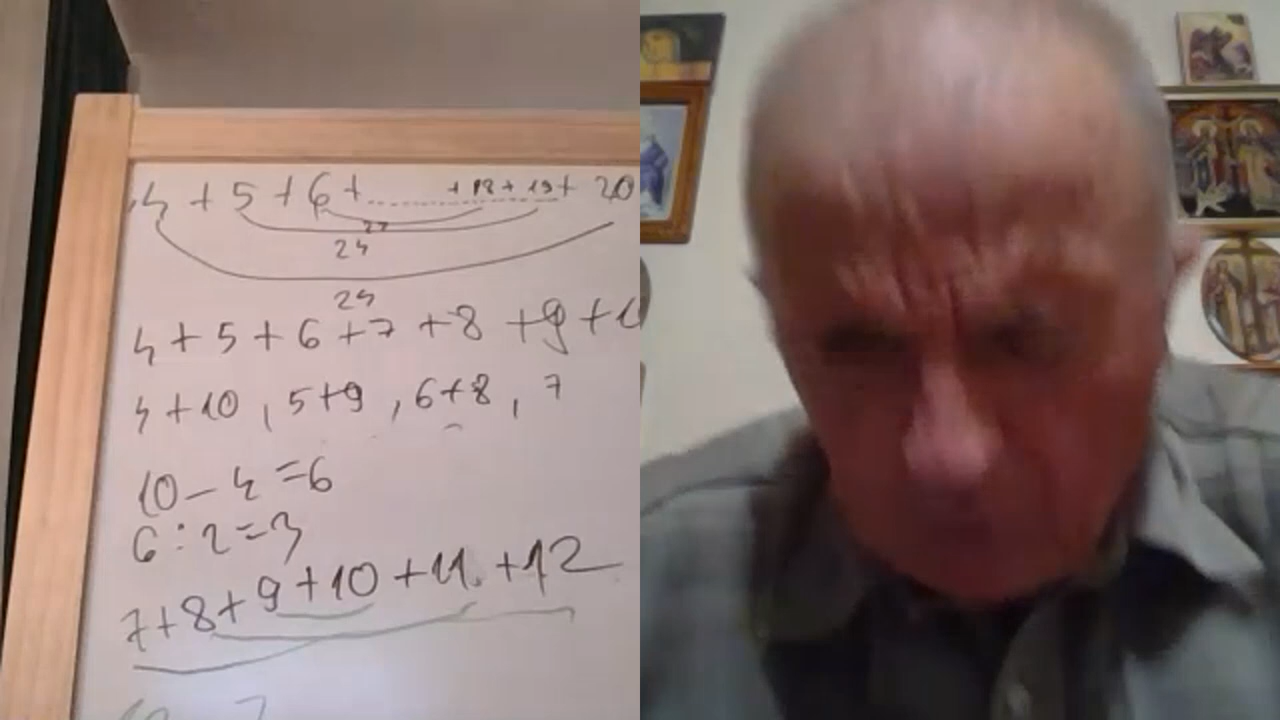 4 + 5 + 6 + ........ + 18 + 19 + 20
24
24
4 + 5 + 6 + 7 + 8 + 9 + 1
4 + 10 , 5 + 9 , 6 + 8 , 7
10 - 4 = 6
6 : 2 = 3
7 + 8 + 9 + 10 + 11 + 12